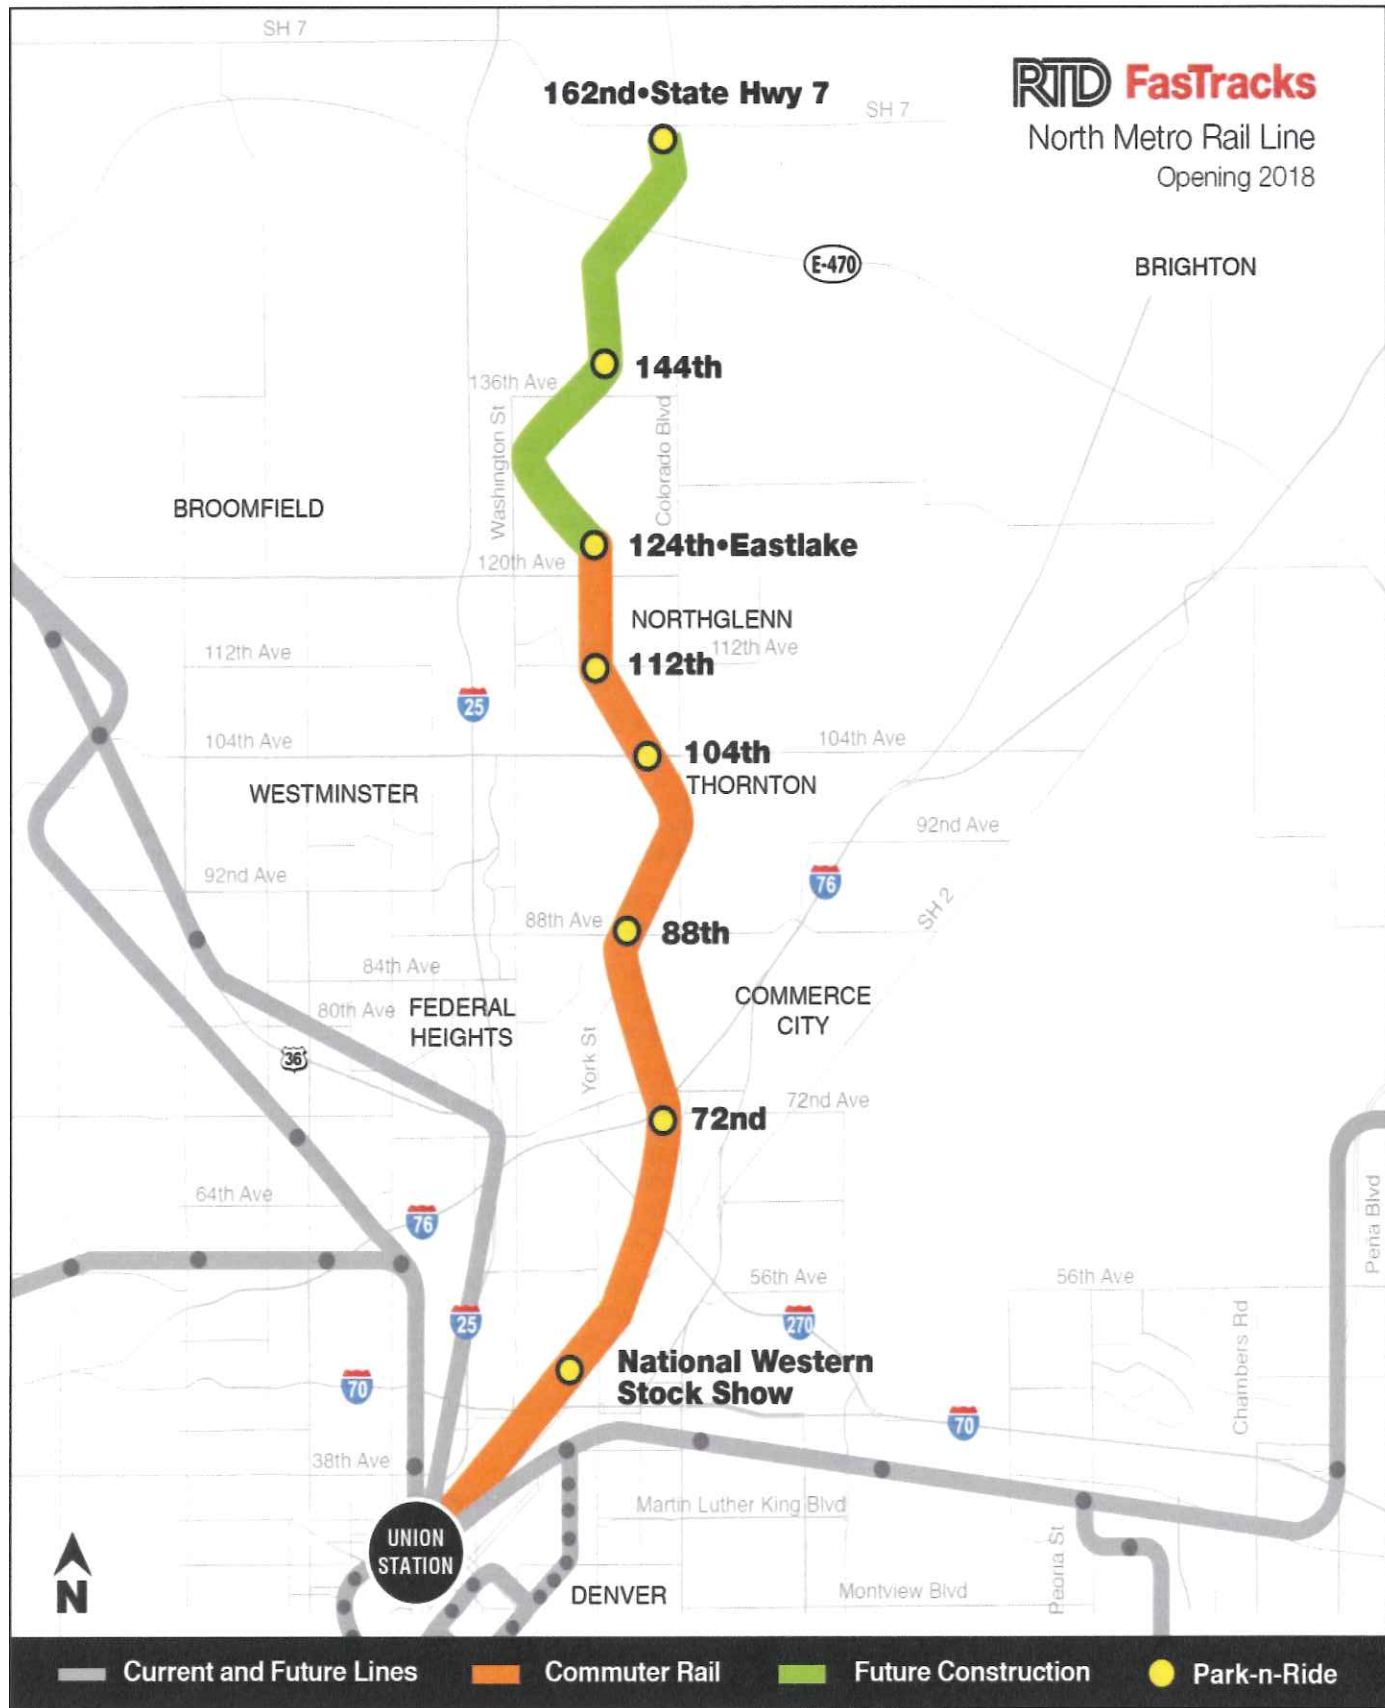 SH 7
162nd•State Hwy 7
SH 7
RTD FasTracks
North Metro Rail Line
Opening 2018
E-470
BRIGHTON
144th
136th Ave
Washington St
Colorado Blvd
BROOMFIELD
124th•Eastlake
120th Ave
NORTHGLENN
112th Ave
112th Ave
112th
25
104th Ave
104th
104th Ave
THORNTON
WESTMINSTER
92nd Ave
92nd Ave
76
SH 2
88th Ave
88th
84th Ave
COMMERCE
CITY
80th Ave
FEDERAL
HEIGHTS
36
York St
72nd Ave
72nd
64th Ave
76
Peña Blvd
56th Ave
56th Ave
25
270
Chambers Rd
National Western
Stock Show
70
70
38th Ave
Martin Luther King Blvd
UNION
STATION
Peoria St
N
DENVER
Montview Blvd
Current and Future Lines
Commuter Rail
Future Construction
Park-n-Ride